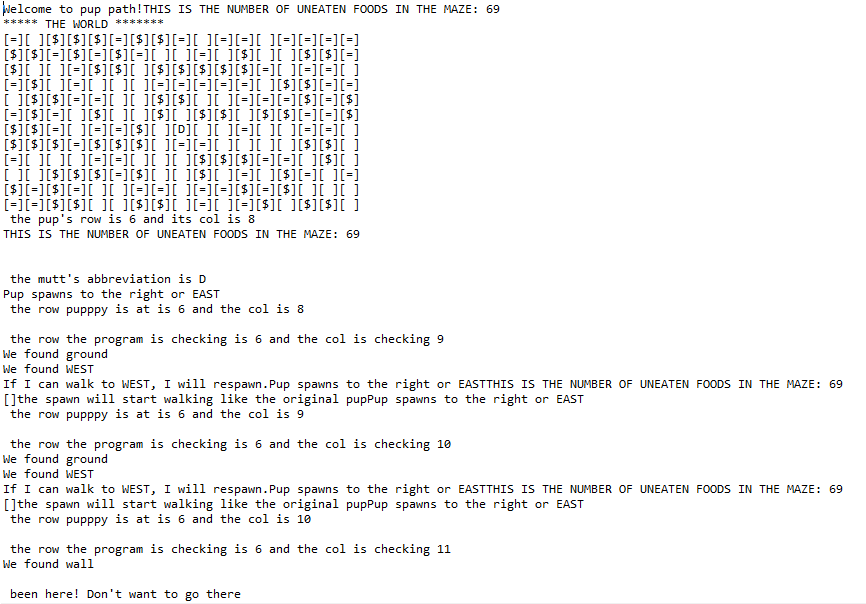 Welcome to pup path!THIS IS THE NUMBER OF UNEATEN FOODS IN THE MAZE: 69
***** THE WORLD *******
[=][ ][$][$][$][=][$][$][=][ ][=][=][ ][=][=][=][=]
[$][$][=][$][=][$][=][ ][=][ ][=][$][ ][ ][$][$][=]
[$][ ][ ][=][$][$][ ][$][$][$][$][$][=][ ][=][=][ ]
[=][$][ ][=][ ][ ][ ][=][=][=][=][=][ ][$][$][=][=]
[ ][$][$][=][=][ ][ ][$][$][ ][ ][=][=][=][$][=][$]
[=][$][=][ ][$][ ][ ][$][ ][$][$][ ][$][$][=][=][$]
[$][$][=][ ][=][=][$][ ][D][ ][ ][=][ ][ ][=][=][ ]
[$][$][$][=][$][$][$][ ][=][=][ ][ ][ ][ ][$][$][ ]
[=][ ][ ][ ][=][=][ ][ ][ ][$][$][$][=][=][ ][$][ ]
[ ][ ][$][$][$][=][$][ ][ ][$][ ][=][ ][=][$][ ][=]
[$][=][$][=][ ][ ][=][=][ ][=][=][$][=][$][ ][ ][ ]
[=][=][$][$][ ][ ][$][$][ ][=][ ][=][$][ ][$][$][ ]
the pup's row is 6 and its col is 8
THIS IS THE NUMBER OF UNEATEN FOODS IN THE MAZE: 69
the mutt's abbreviation is D
Pup spawns to the right or EAST
the row pupppy is at is 6 and the col is 8
the row the program is checking is 6 and the col is checking 9
We found ground
We found WEST
If I can walk to WEST, I will respawn.Pup spawns to the right or EASTTHIS IS THE NUMBER OF UNEATEN FOODS IN THE MAZE: 69
[]the spawn will start walking like the original pupPup spawns to the right or EAST
the row pupppy is at is 6 and the col is 9
the row the program is checking is 6 and the col is checking 10
We found ground
We found WEST
If I can walk to WEST, I will respawn.Pup spawns to the right or EASTTHIS IS THE NUMBER OF UNEATEN FOODS IN THE MAZE: 69
[]the spawn will start walking like the original pupPup spawns to the right or EAST
the row pupppy is at is 6 and the col is 10
the row the program is checking is 6 and the col is checking 11
We found wall
been here! Don't want to go there